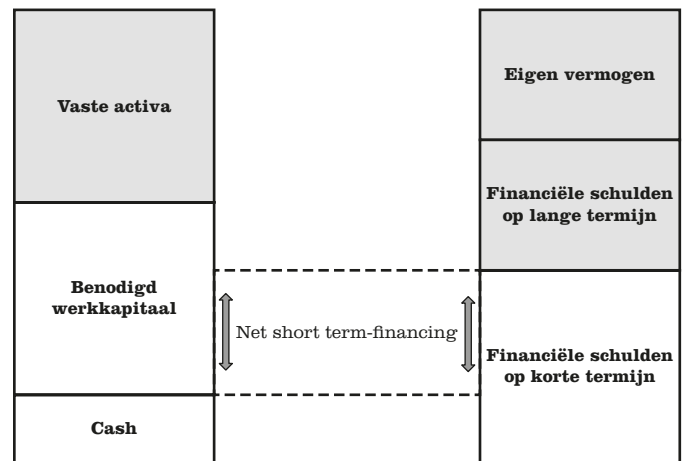 Vaste activa
Benodigd
werkkapitaal
Cash
Net short term-financing
Eigen vermogen
Financiële schulden
op lange termijn
Financiële schulden
op korte termijn